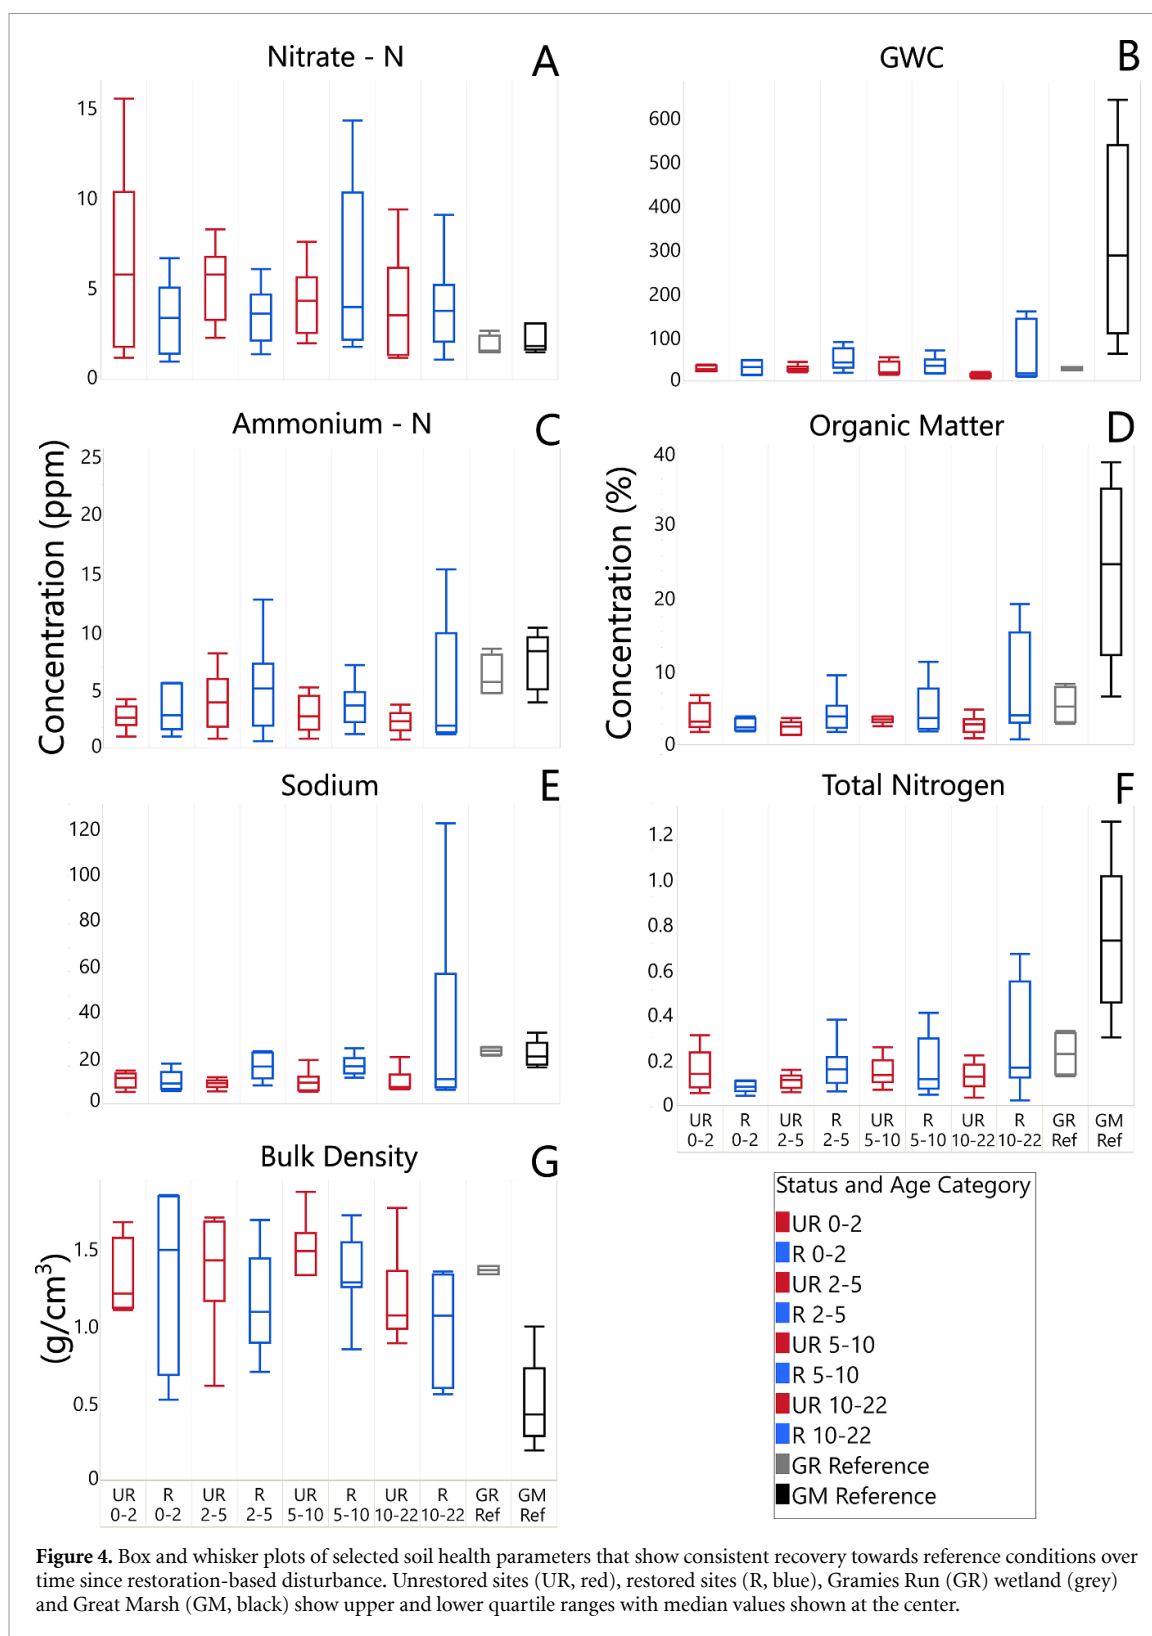 Nitrate - N
A
15
10
5
0
GWC
B
600
500
400
300
200
100
0
Ammonium - N
C
Concentration (ppm)
25
20
15
10
5
0
Organic Matter
D
Concentration (%)
40
30
20
10
0
Sodium
E
120
100
80
60
40
20
0
Total Nitrogen
F
1.2
1.0
0.8
0.6
0.4
0.2
0
UR R UR R UR R UR R GR GM
0-2 0-2 2-5 2-5 5-10 5-10 10-22 10-22 Ref Ref
Bulk Density
G
(g/cm³)
1.5
1.0
0.5
0
UR R UR R UR R UR R GR GM
0-2 0-2 2-5 2-5 5-10 5-10 10-22 10-22 Ref Ref
Status and Age Category
UR 0-2
R 0-2
UR 2-5
R 2-5
UR 5-10
R 5-10
UR 10-22
R 10-22
GR Reference
GM Reference
Figure 4. Box and whisker plots of selected soil health parameters that show consistent recovery towards reference conditions over
time since restoration-based disturbance. Unrestored sites (UR, red), restored sites (R, blue), Gramies Run (GR) wetland (grey)
and Great Marsh (GM, black) show upper and lower quartile ranges with median values shown at the center.